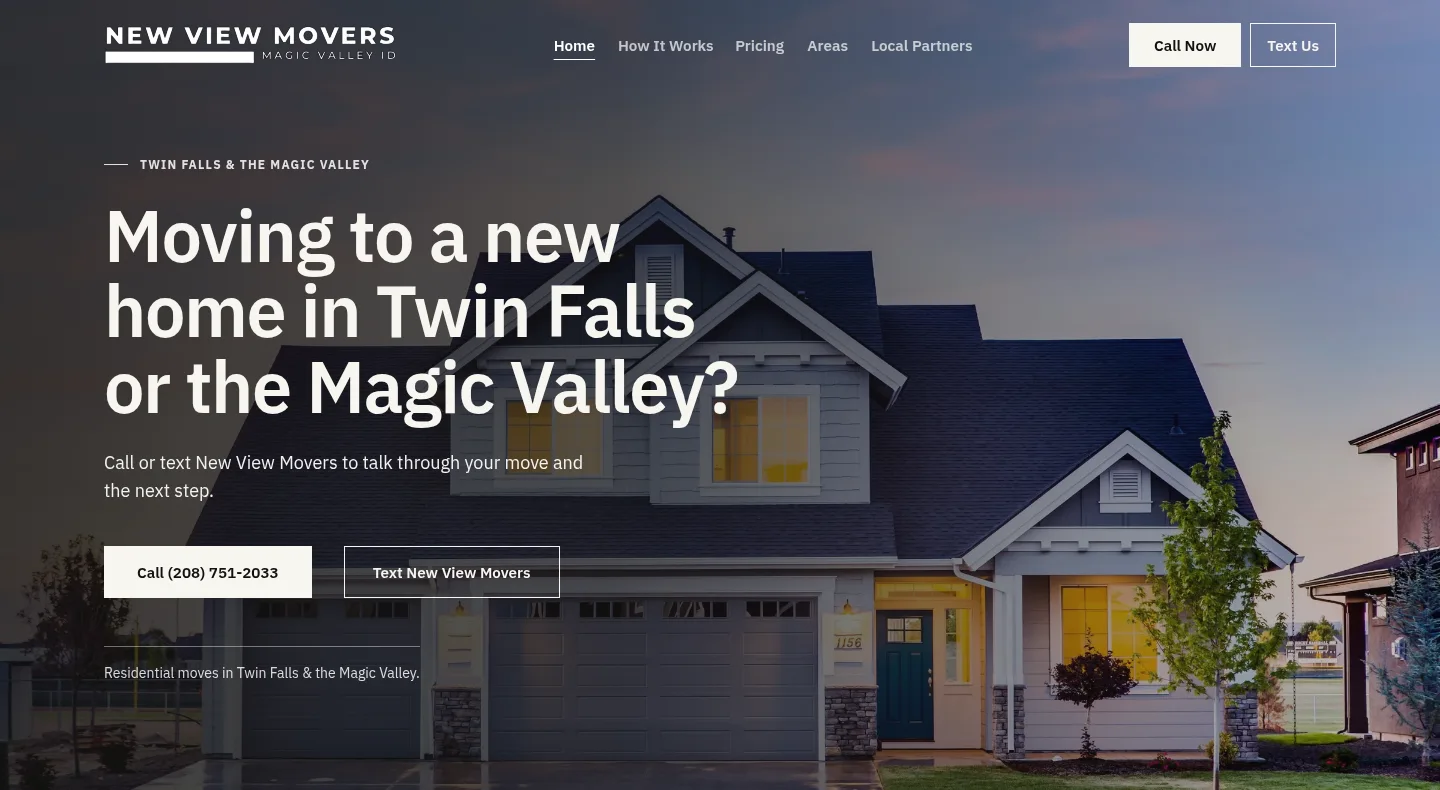 NEW VIEW MOVERS
MAGIC VALLEY ID
Home
How It Works
Pricing
Areas
Local Partners
Call Now
Text Us
TWIN FALLS & THE MAGIC VALLEY
Moving to a new
home in Twin Falls
or the Magic Valley?
Call or text New View Movers to talk through your move and
the next step.
Call (208) 751-2033
Text New View Movers
1156
Residential moves in Twin Falls & the Magic Valley.